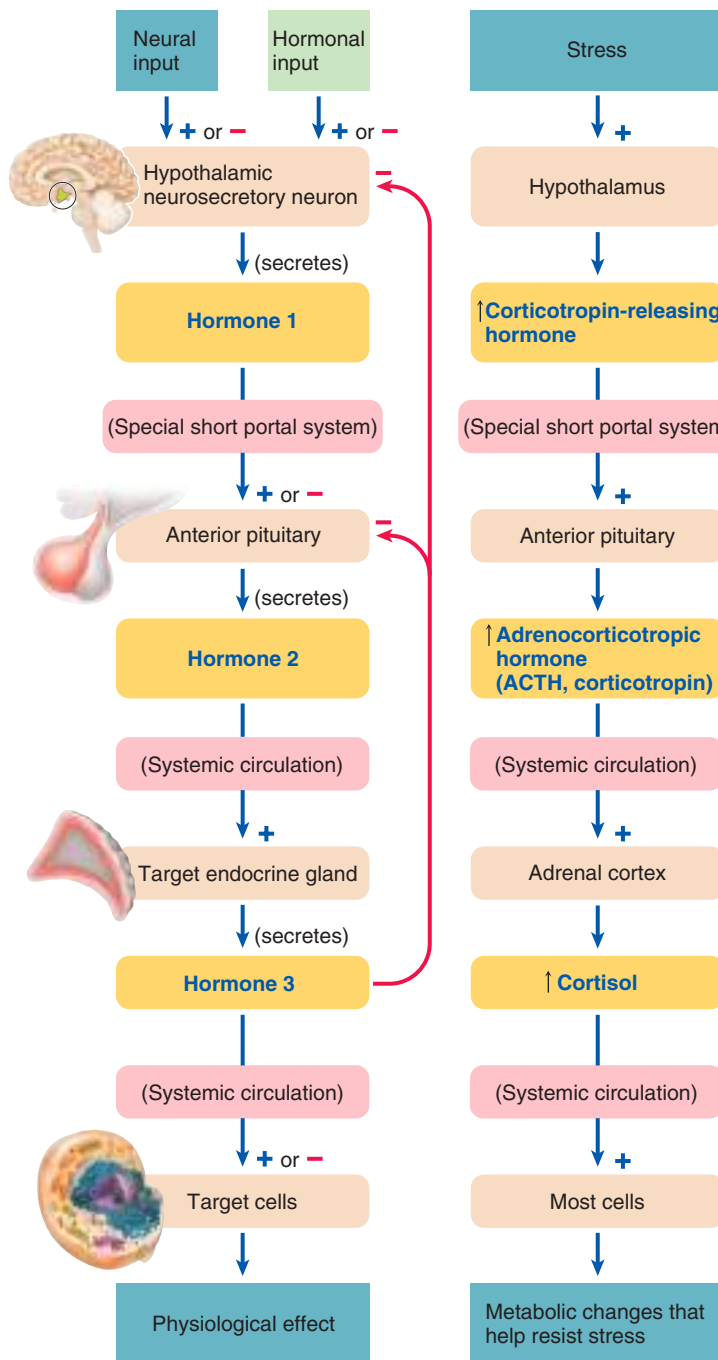 Neural
input
Hormonal
input
+ or −
+ or −
Hypothalamic
neurosecretory neuron
−
(secretes)
Hormone 1
(Special short portal system)
+ or −
Anterior pituitary
−
(secretes)
Hormone 2
(Systemic circulation)
+
Target endocrine gland
(secretes)
Hormone 3
(Systemic circulation)
+ or −
Target cells
Physiological effect
Stress
+
Hypothalamus
↑Corticotropin-releasing
hormone
(Special short portal system
+
Anterior pituitary
↑Adrenocorticotropic
hormone
(ACTH, corticotropin)
(Systemic circulation)
+
Adrenal cortex
↑ Cortisol
(Systemic circulation)
+
Most cells
Metabolic changes that
help resist stress